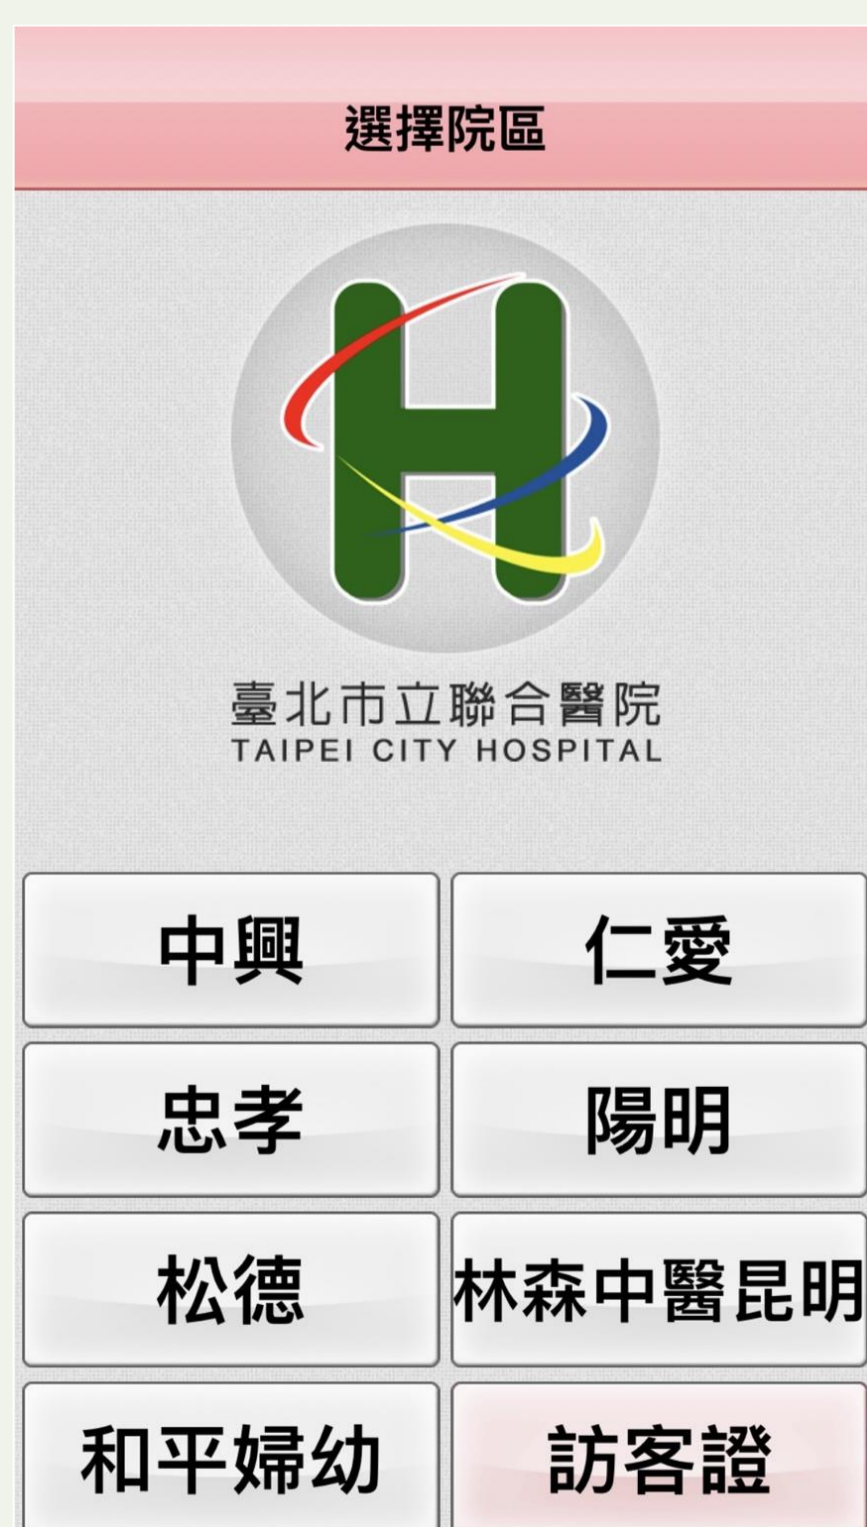 選擇院區
臺北市立聯合醫院
TAIPEI CITY HOSPITAL
中興
仁愛
忠孝
陽明
松德
林森中醫昆明
和平婦幼
訪客證